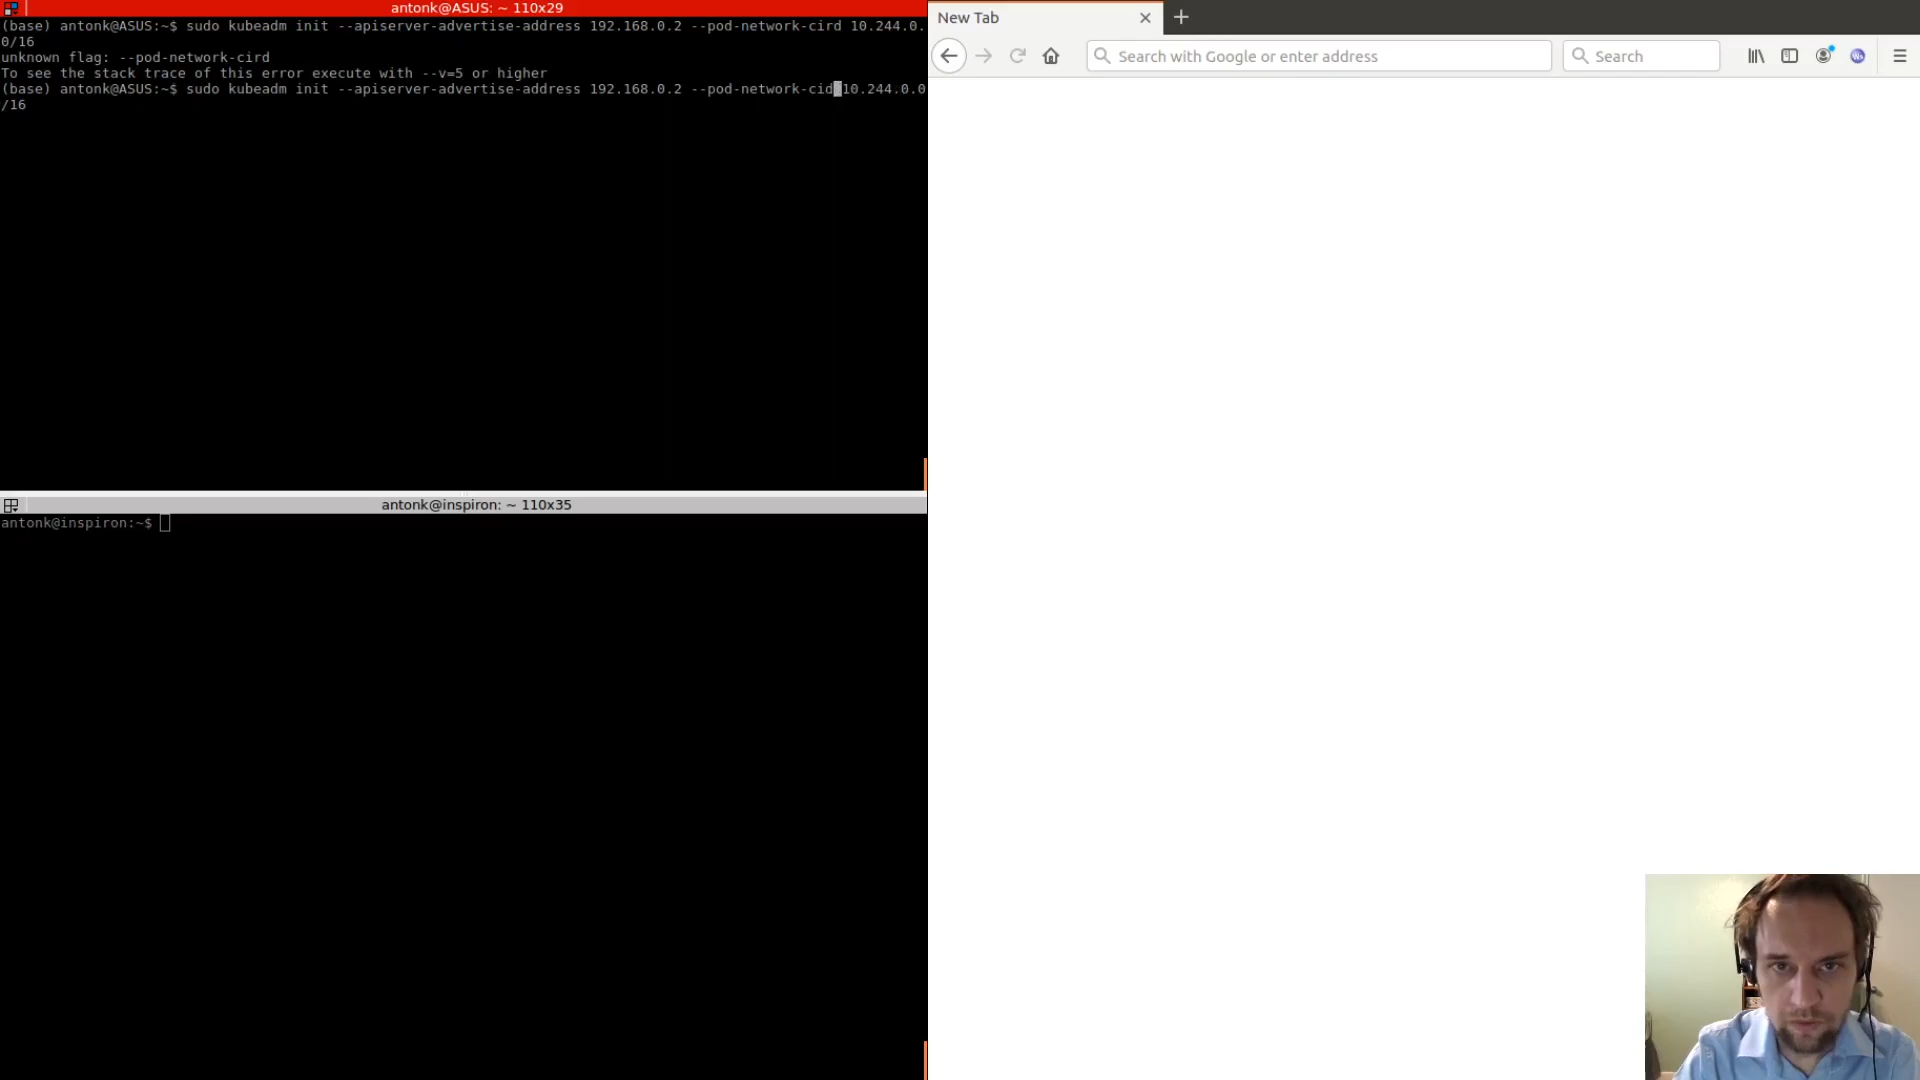 antonk@ASUS: ~ 110x29
(base) antonk@ASUS:~$ sudo kubeadm init --apiserver-advertise-address 192.168.0.2 --pod-network-cird 10.244.0.
0/16
unknown flag: --pod-network-cird
To see the stack trace of this error execute with --v=5 or higher
(base) antonk@ASUS:~$ sudo kubeadm init --apiserver-advertise-address 192.168.0.2 --pod-network-cid 10.244.0.0
/16
antonk@inspiron: ~ 110x35
antonk@inspiron:~$
New Tab
Search with Google or enter address
Search